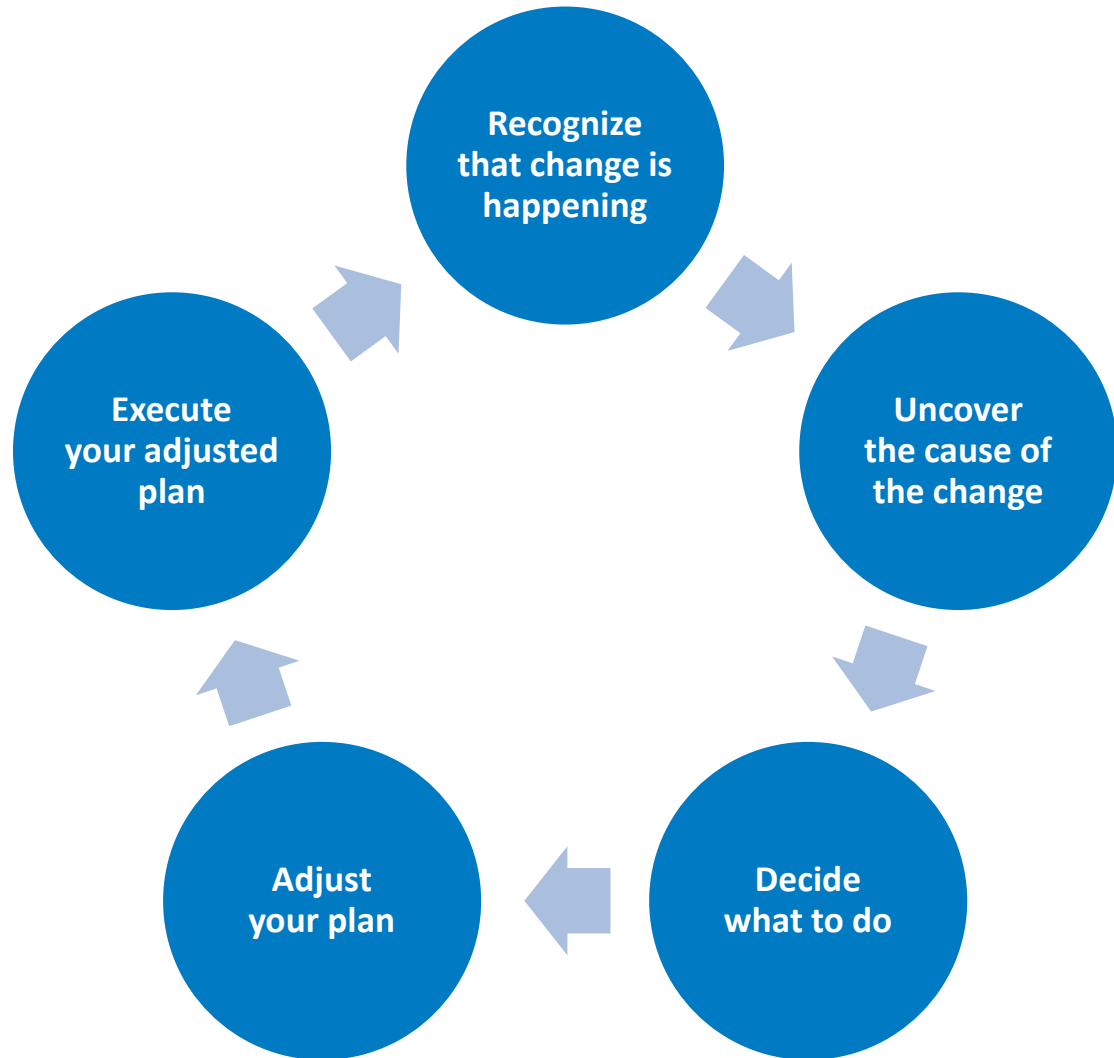 Recognize
that change is
happening
Uncover
the cause of
the change
Decide
what to do
Adjust
your plan
Execute
your adjusted
plan